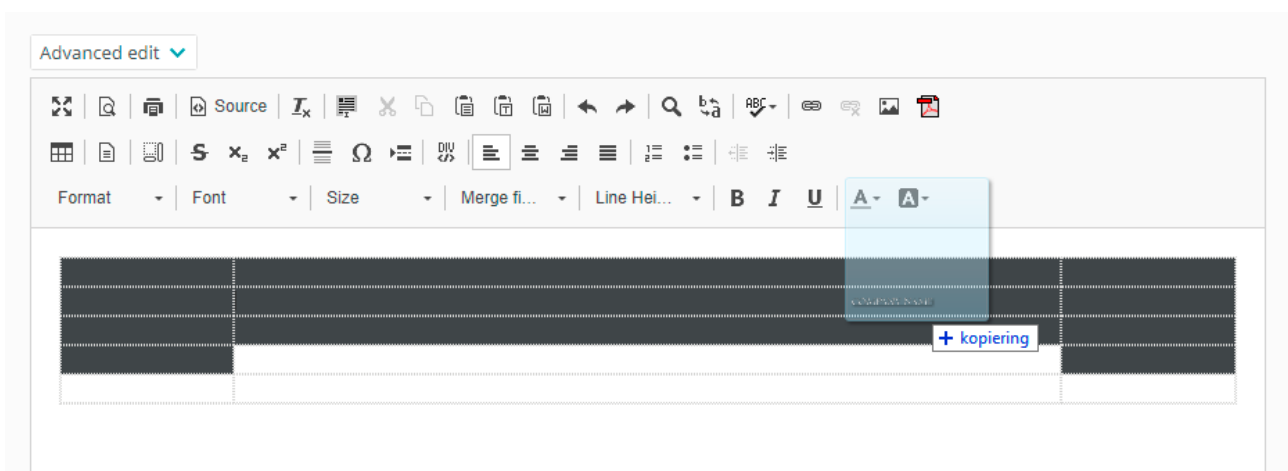 Advanced edit
Source
Format Font Size Merge fi... Line Hei... B I U A A
+ kopiering